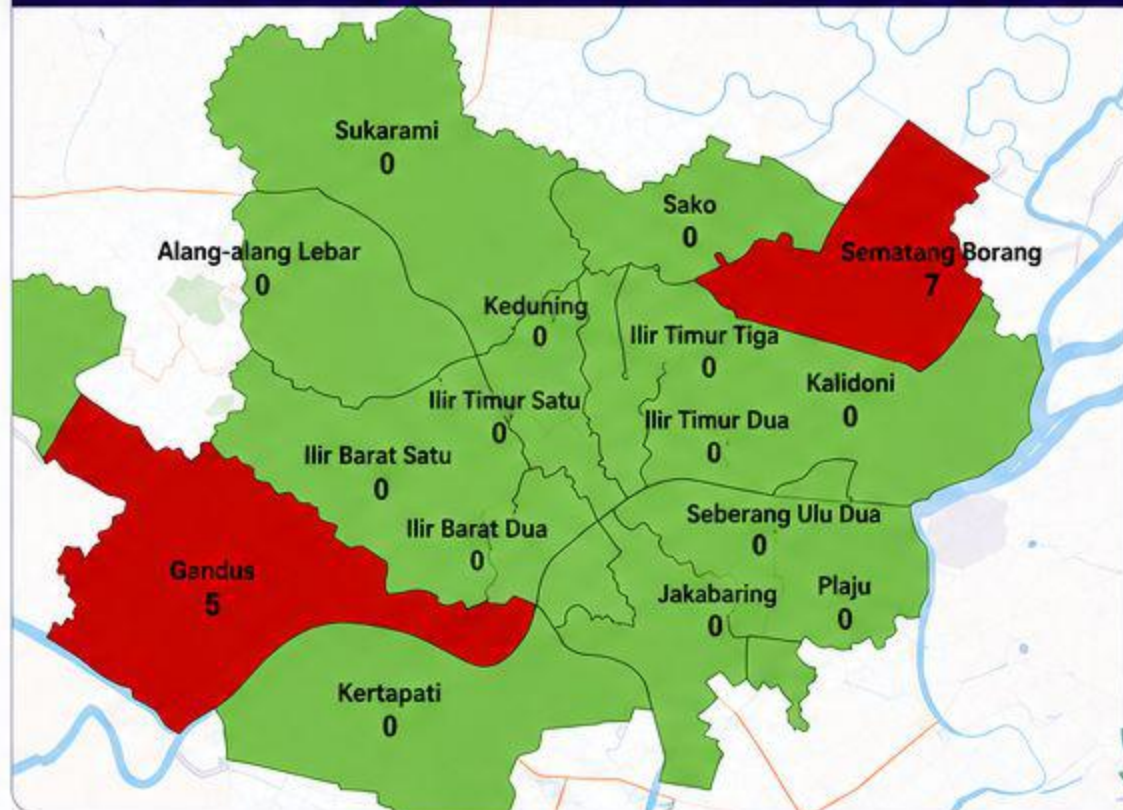 Sukarami
0
Sako
0
Alang-alang Lebar
0
Sematang Borang
7
Keduning
0
Ilir Timur Tiga
0
Kalidoni
0
Ilir Timur Satu
0
Ilir Timur Dua
0
Ilir Barat Satu
0
Ilir Barat Dua
0
Seberang Ulu Dua
0
Gandus
5
Jakabaring
0
Plaju
0
Kertapati
0